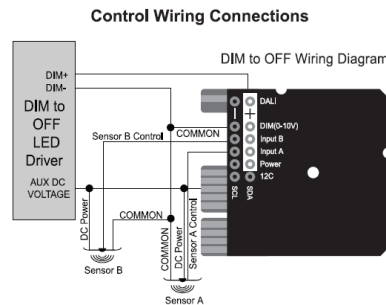 Control Wiring Connections
DIM to OFF Wiring Diagram
DIM+
DIM-
DIM to
OFF
LED
Driver
AUX DC
VOLTAGE
Sensor B Control
COMMON
DALI
DIM(0-10V)
Input B
Input A
Power
12C
SCL
SDA
DC Power
COMMON
COMMON
DC Power
Sensor A Control
Sensor B
Sensor A